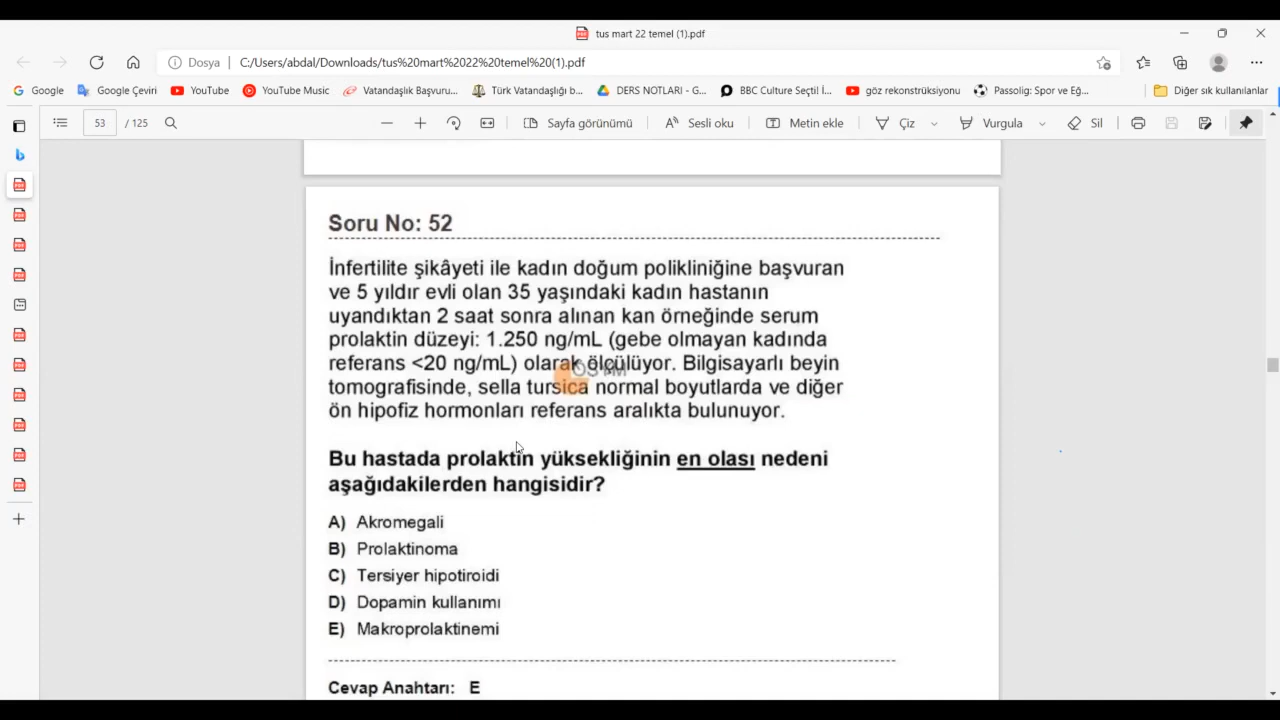 tus mart 22 temel (1).pdf
Dosya | C:/Users/abdal/Downloads/tus%20mart%2022%20temel%20(1).pdf
Google Google Çeviri YouTube YouTube Music Vatandaşlık Başvuru... Türk Vatandaşlığı b... DERS NOTLARI - G... BBC Culture Seçti! İ... göz rekonstrüksiyonu Passolig: Spor ve Eğ... Diğer sık kullanılanlar
53 / 125 Sayfa görünümü Sesli oku Metin ekle Çiz Vurgula Sil
Soru No: 52
İnfertilite şikâyeti ile kadın doğum polikliniğine başvuran
ve 5 yıldır evli olan 35 yaşındaki kadın hastanın
uyandıktan 2 saat sonra alınan kan örneğinde serum
prolaktin düzeyi: 1.250 ng/mL (gebe olmayan kadında
referans <20 ng/mL) olarak ölçülüyor. Bilgisayarlı beyin
tomografisinde, sella tursica normal boyutlarda ve diğer
ön hipofiz hormonları referans aralıkta bulunuyor.
Bu hastada prolaktin yüksekliğinin en olası nedeni
aşağıdakilerden hangisidir?
A) Akromegali
B) Prolaktinoma
C) Tersiyer hipotiroidi
D) Dopamin kullanımı
E) Makroprolaktinemi
Cevap Anahtarı: E